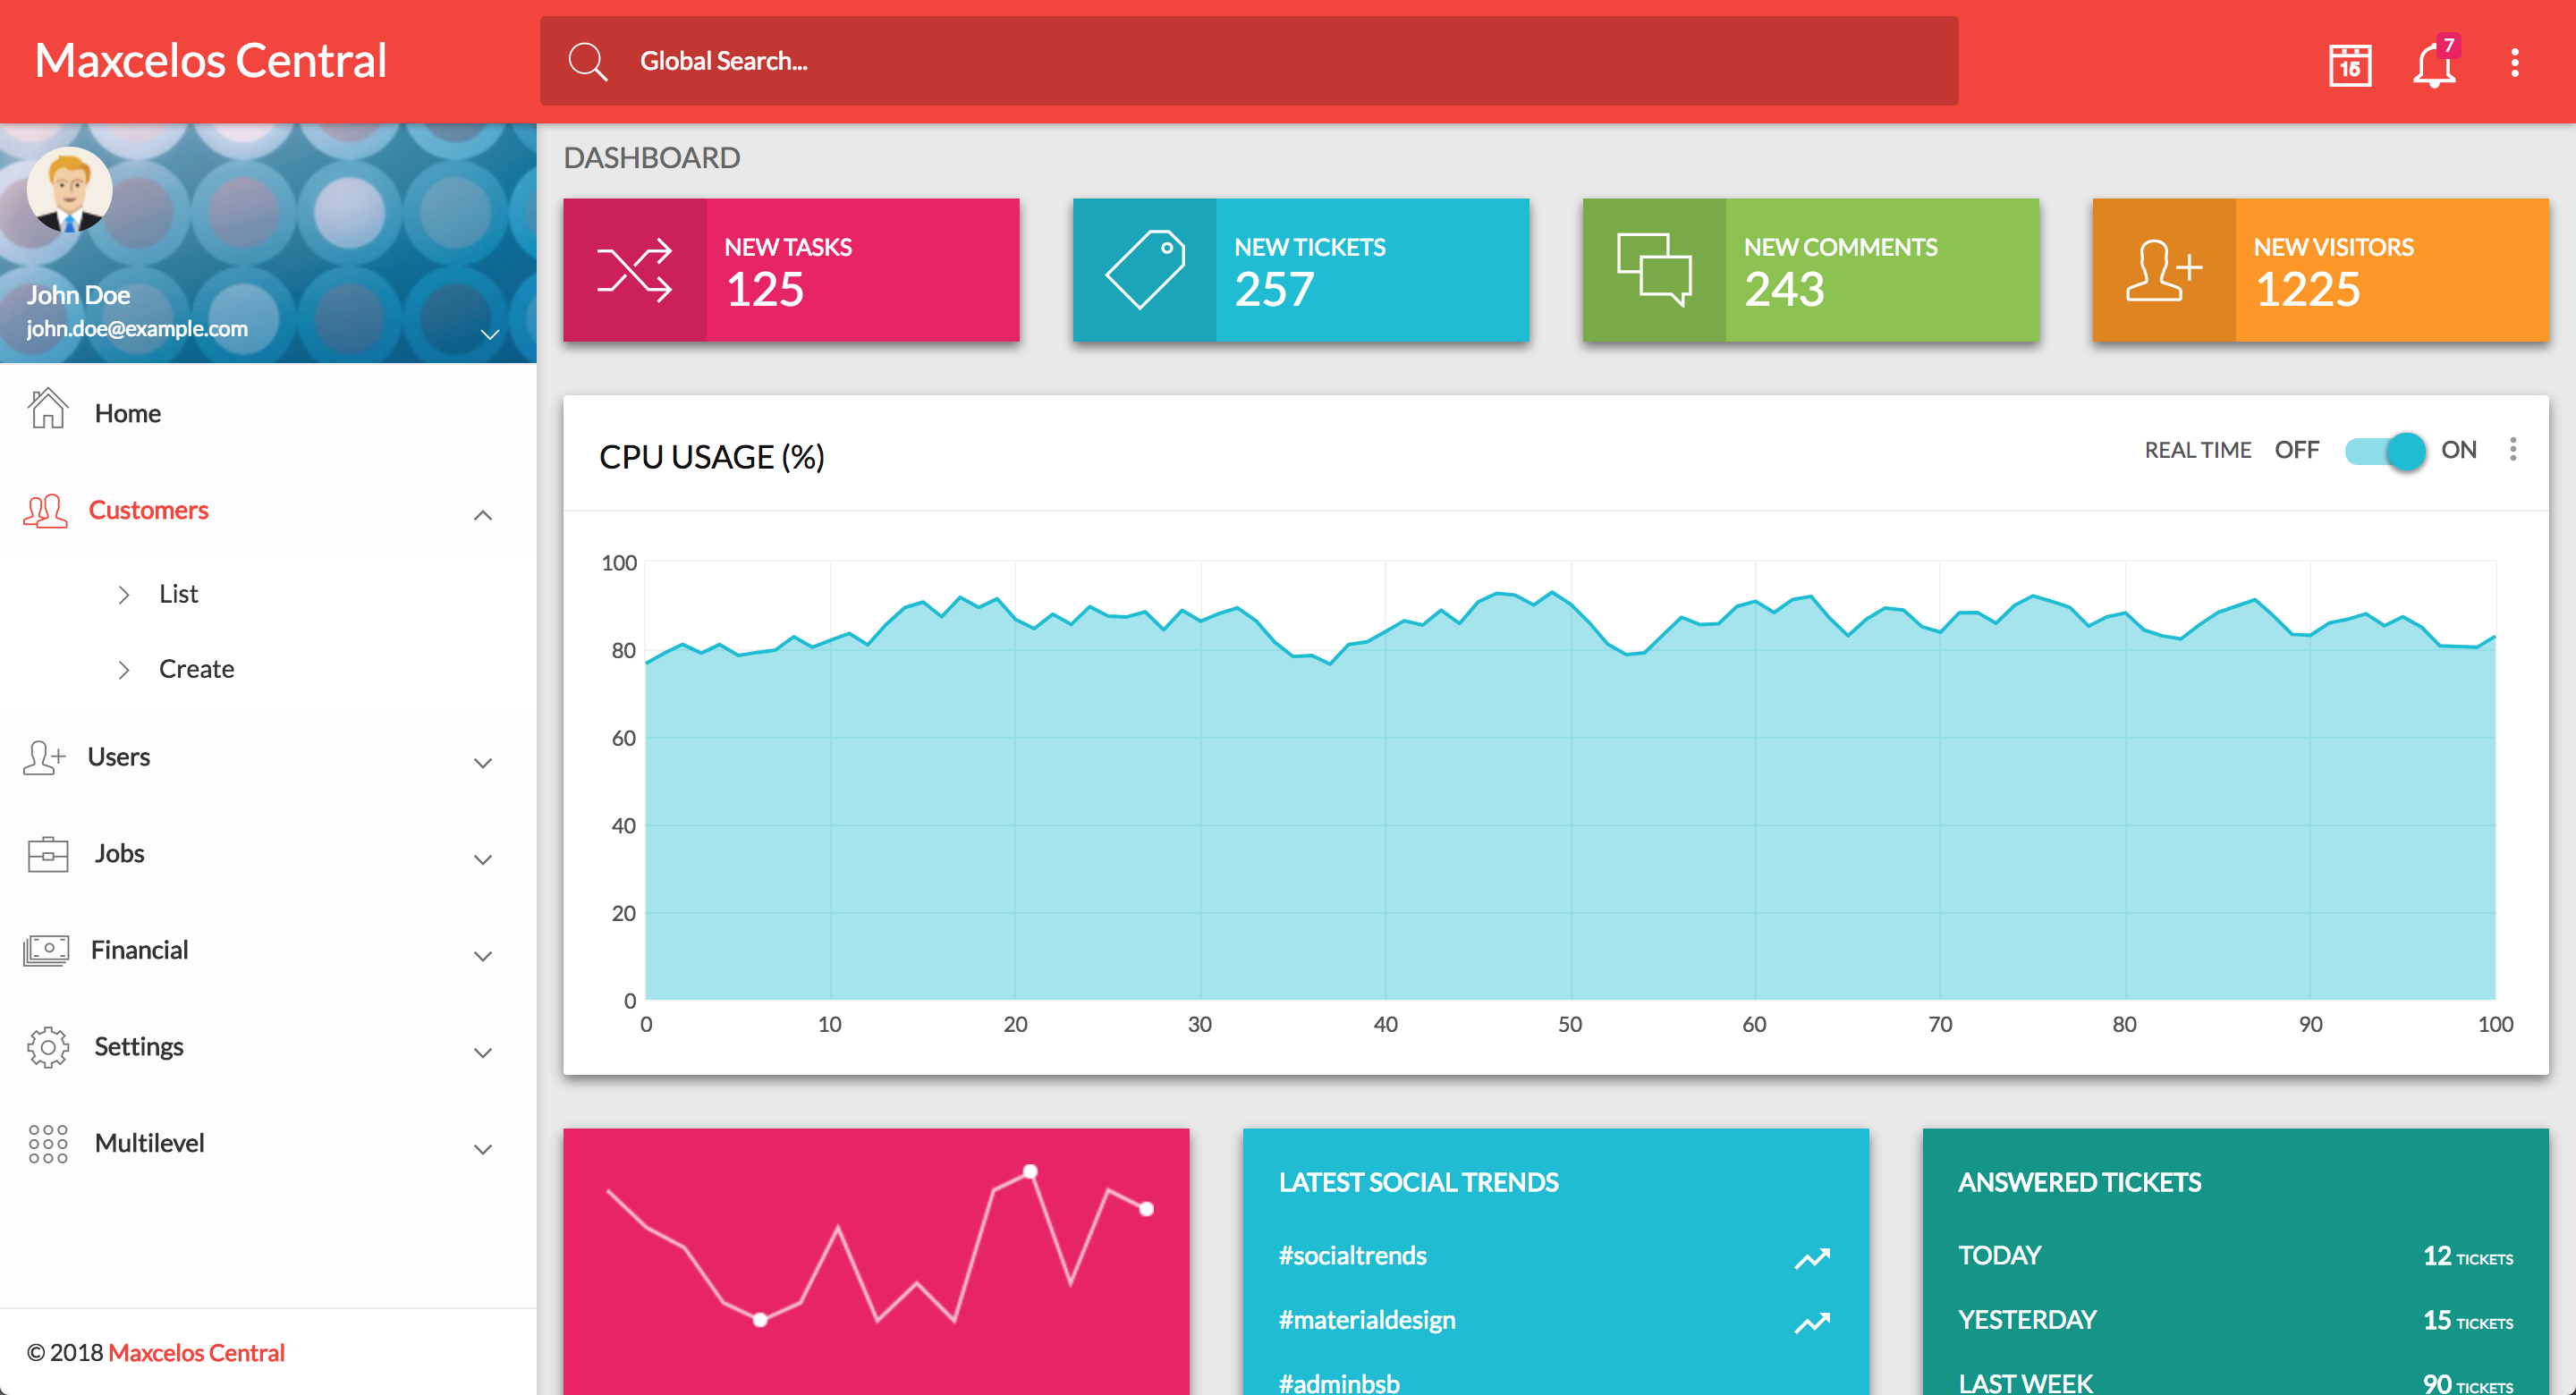 Maxcelos Central
Global Search...
15
7
John Doe
john.doe@example.com
Home
Customers
List
Create
Users
Jobs
Financial
Settings
Multilevel
© 2018 Maxcelos Central
DASHBOARD
NEW TASKS
125
NEW TICKETS
257
NEW COMMENTS
243
NEW VISITORS
1225
CPU USAGE (%)
REAL TIME OFF ON
100
80
60
40
20
0
0 10 20 30 40 50 60 70 80 90 100
LATEST SOCIAL TRENDS
#socialtrends
#materialdesign
#adminbsb
ANSWERED TICKETS
TODAY 12 TICKETS
YESTERDAY 15 TICKETS
LAST WEEK 90 TICKETS